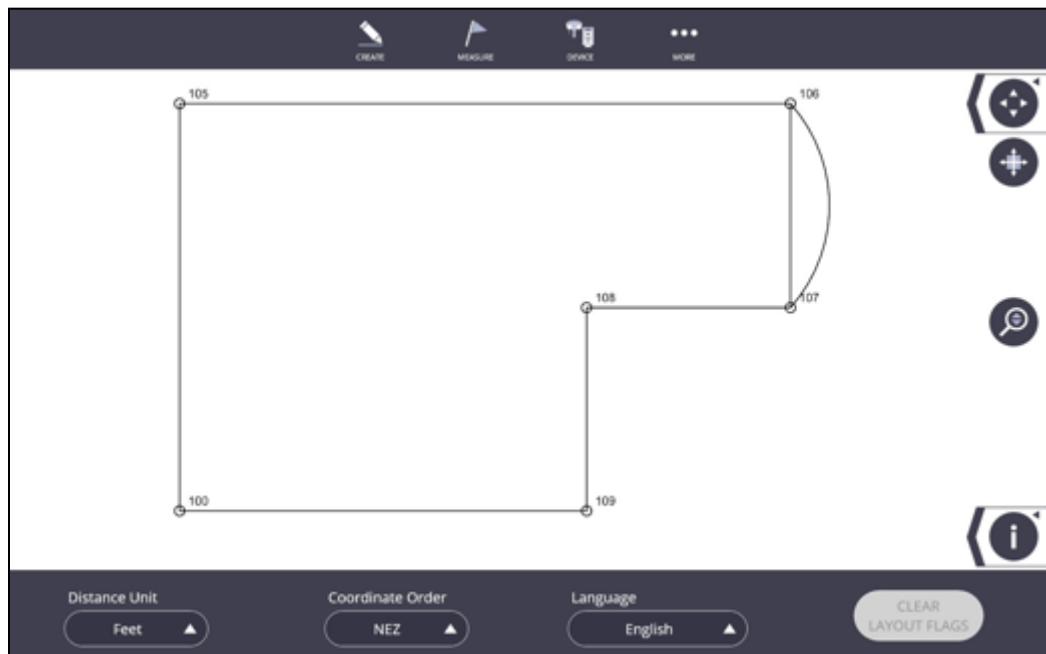 CREATE
MEASURE
DEVICE
MORE
105
106
108
107
100
109
i
Distance Unit
Coordinate Order
Language
Feet
NEZ
English
CLEAR
LAYOUT FLAGS